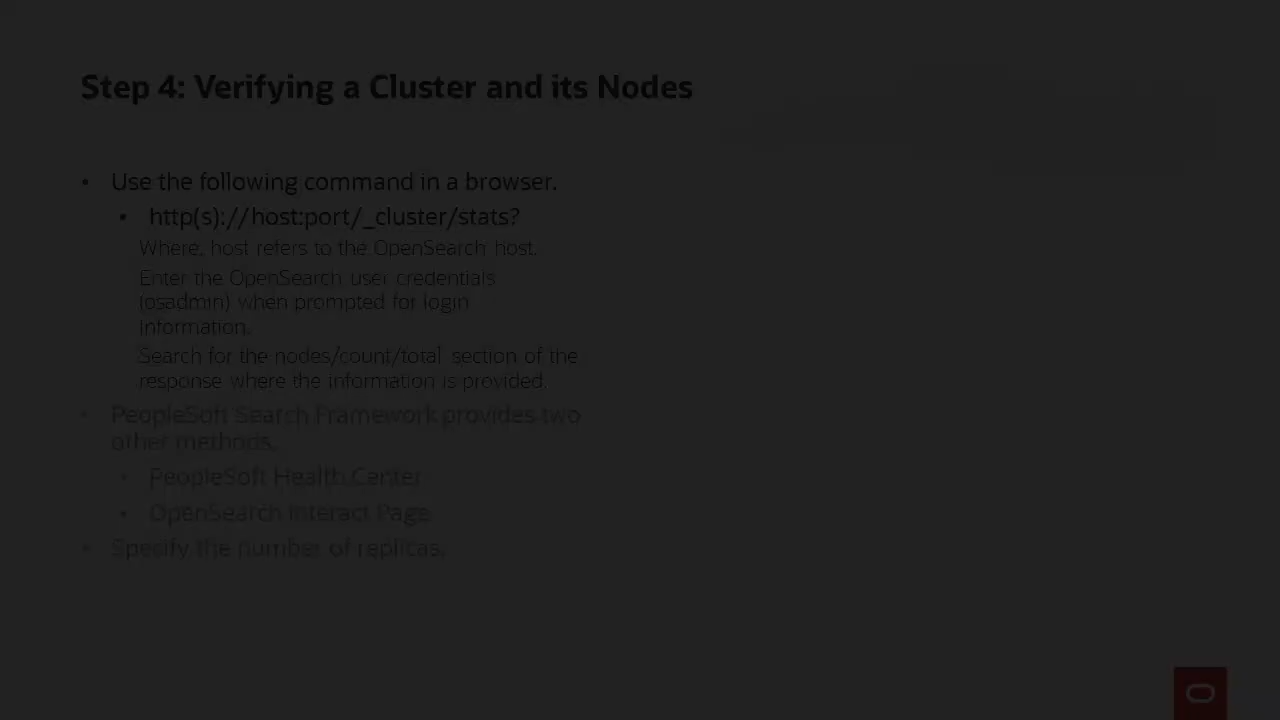 Step 4: Verifying a Cluster and its Nodes
• Use the following command in a browser.
• http(s)://host:port/_cluster/stats?
Where, host refers to the OpenSearch host.
Enter the OpenSearch user credentials
(osadmin) when prompted for login
information.
Search for the nodes/count/total section of the
response where the information is provided.
• PeopleSoft Search Framework provides two
other methods.
• PeopleSoft Health Center
• OpenSearch Interact Page
• Specify the number of replicas.